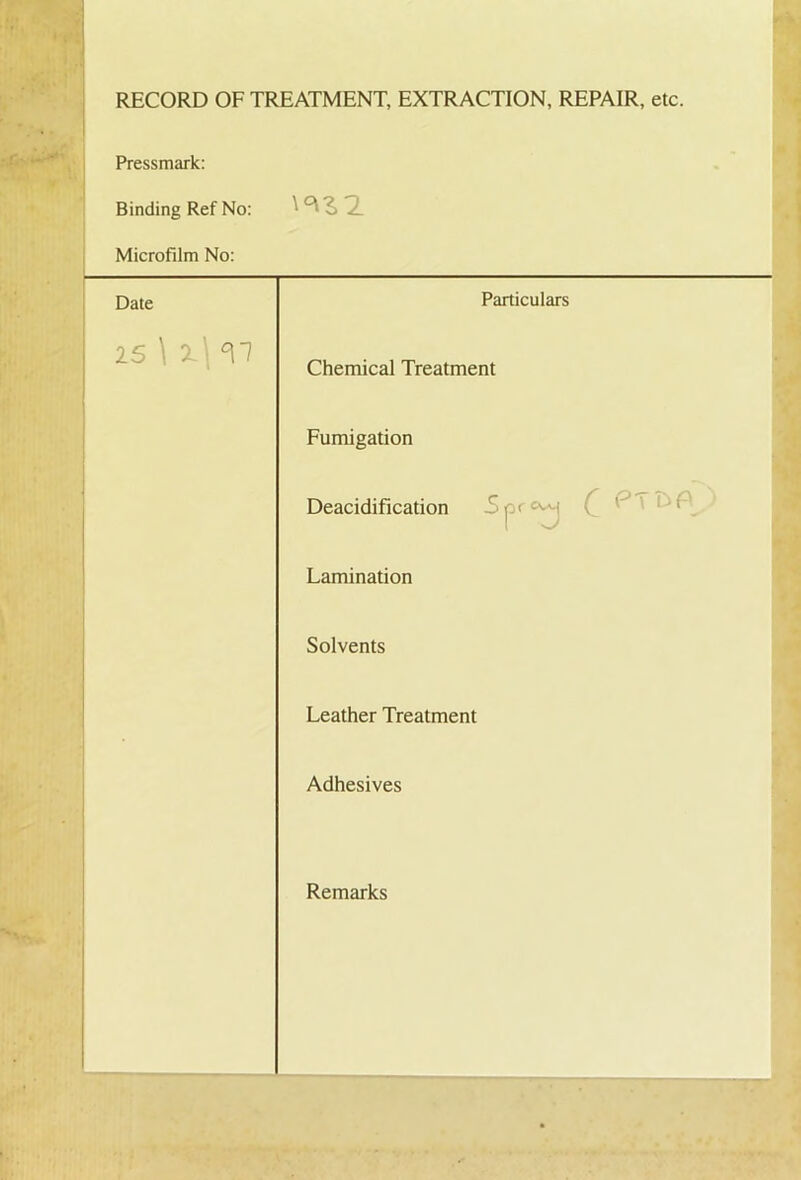 RECORD OF TREATMENT, EXTRACTION, REPAIR, etc.
Pressmark:
Binding Ref No: 1932
Microfilm No:
Date Particulars
25\2\97
Chemical Treatment
Fumigation
Deacidification Spray (PTDA)
Lamination
Solvents
Leather Treatment
Adhesives
Remarks